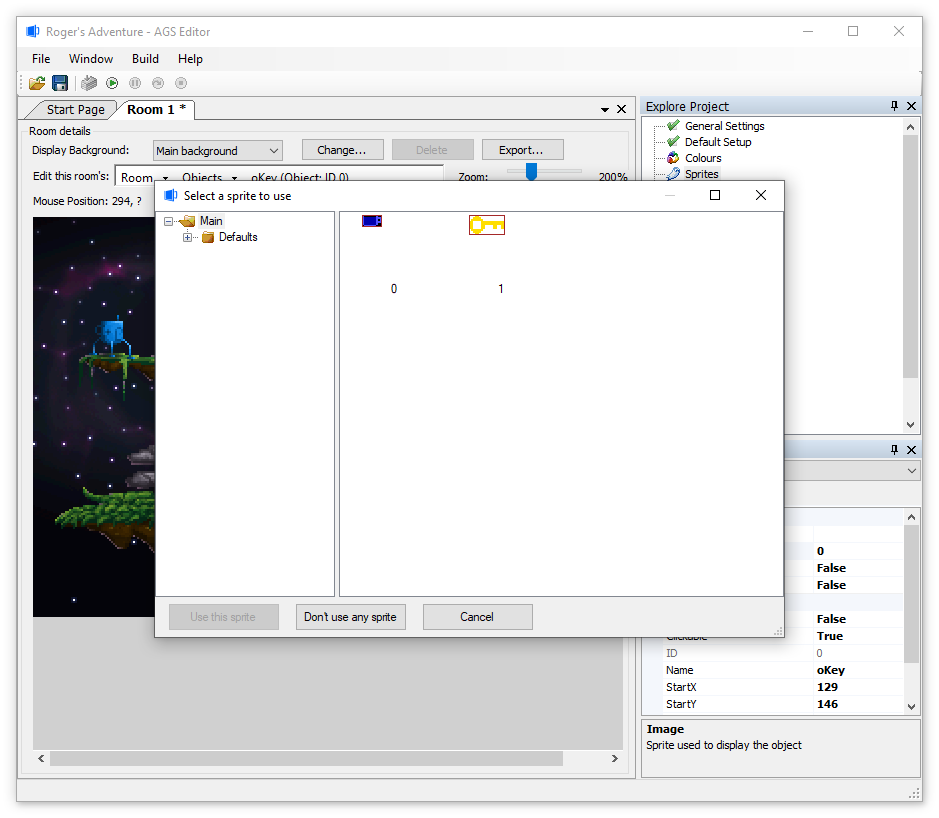 Roger's Adventure - AGS Editor
File Window Build Help
Start Page Room 1 *
Room details
Display Background: Main background Change... Delete Export...
Edit this room's: Room Objects oKey (Object: ID 0) Zoom: 200%
Mouse Position: 294, ?
Explore Project
General Settings
Default Setup
Colours
Sprites
Select a sprite to use
Main
Defaults
0 1
Use this sprite Don't use any sprite Cancel
0
False
False
False
Clickable True
ID 0
Name oKey
StartX 129
StartY 146
Image
Sprite used to display the object